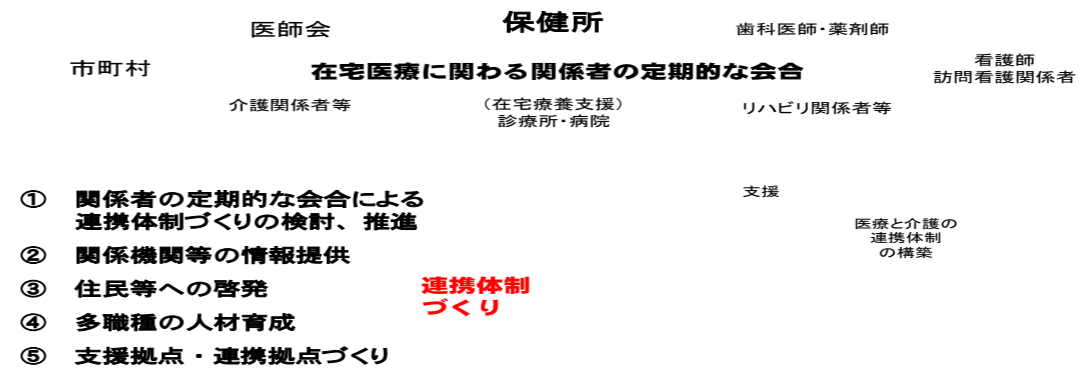 保健所
医師会
歯科医師・薬剤師
市町村
在宅医療に関わる関係者の定期的な会合
看護師
訪問看護関係者
介護関係者等
（在宅療養支援）
診療所・病院
リハビリ関係者等
① 関係者の定期的な会合による
連携体制づくりの検討、推進
② 関係機関等の情報提供
③ 住民等への啓発
④ 多職種の人材育成
⑤ 支援拠点・連携拠点づくり
連携体制
づくり
支援
医療と介護の
連携体制
の構築